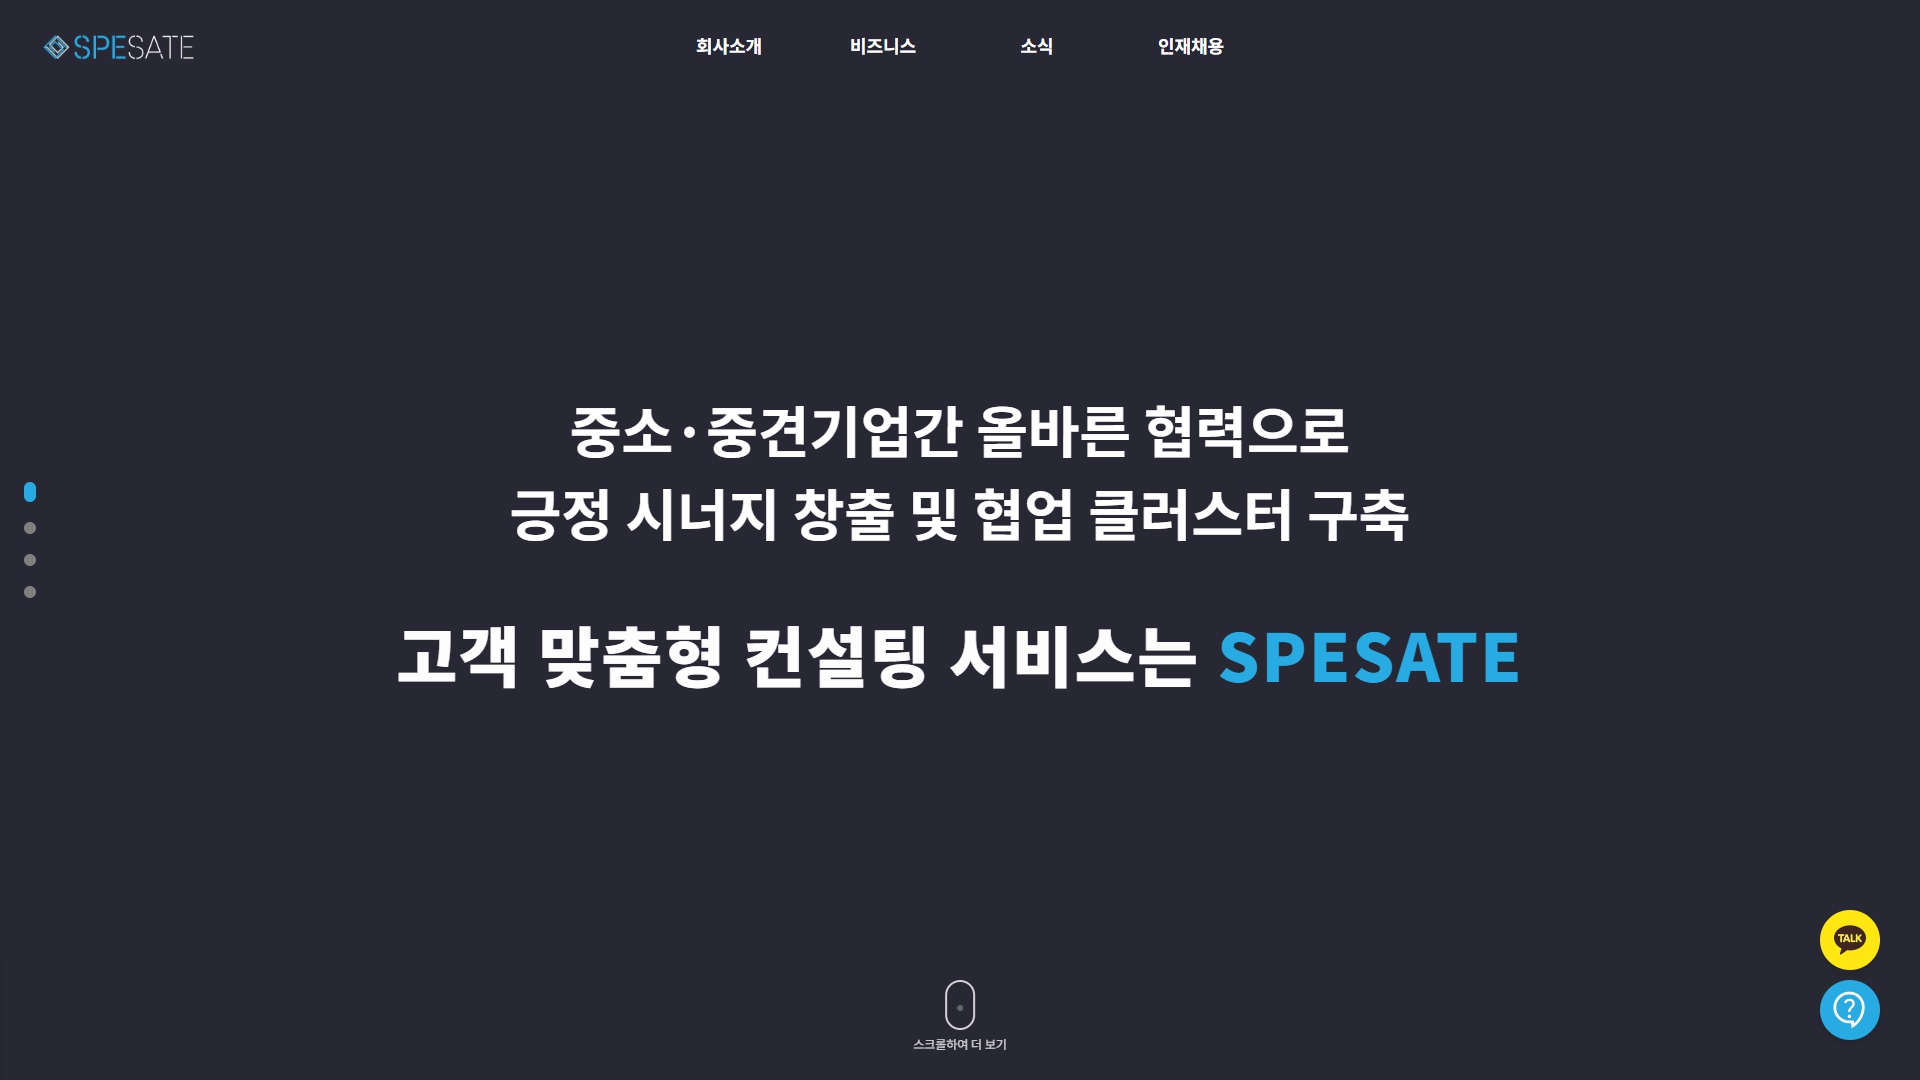 SPESATE
회사소개 비즈니스 소식 인재채용
중소·중견기업간 올바른 협력으로
긍정 시너지 창출 및 협업 클러스터 구축
고객 맞춤형 컨설팅 서비스는 SPESATE
TALK
스크롤하여 더 보기